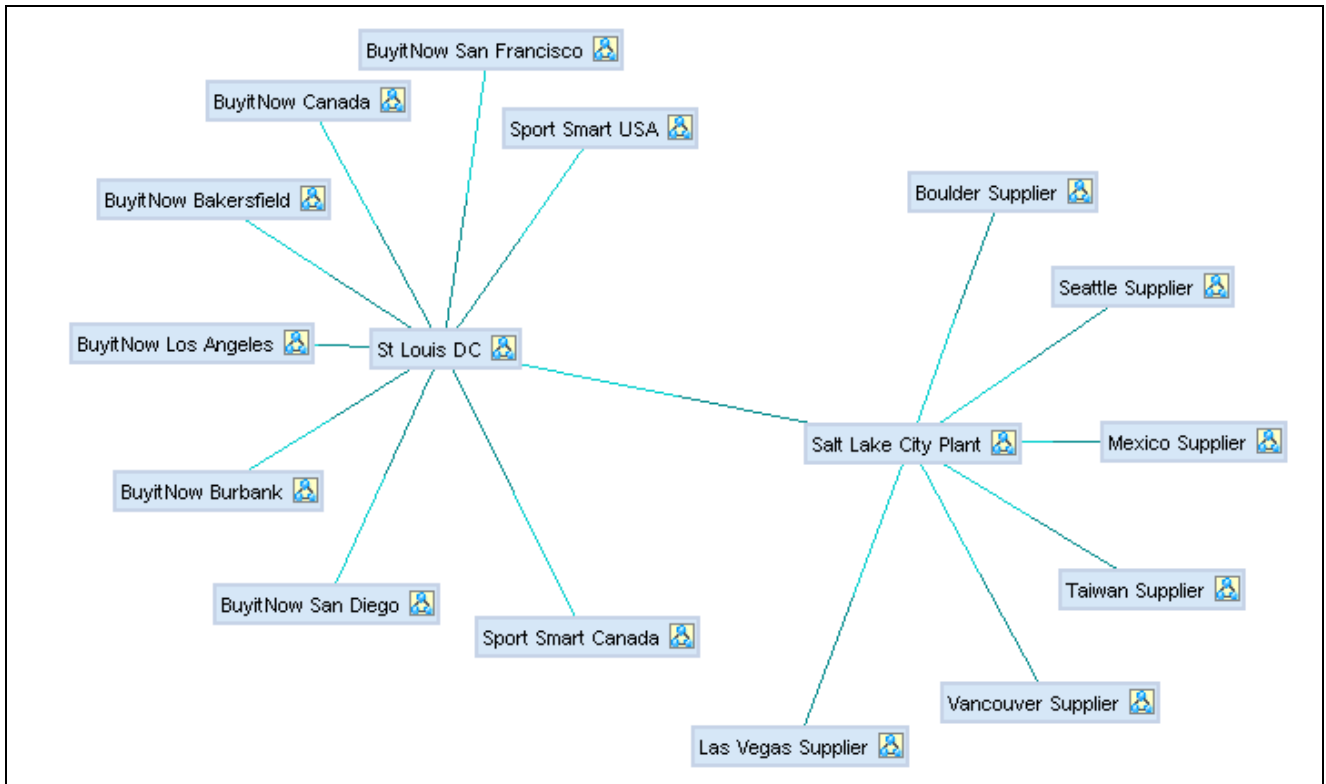 BuyitNow San Francisco
BuyitNow Canada
Sport Smart USA
BuyitNow Bakersfield
Boulder Supplier
Seattle Supplier
BuyitNow Los Angeles
St Louis DC
Salt Lake City Plant
Mexico Supplier
BuyitNow Burbank
Taiwan Supplier
BuyitNow San Diego
Sport Smart Canada
Vancouver Supplier
Las Vegas Supplier